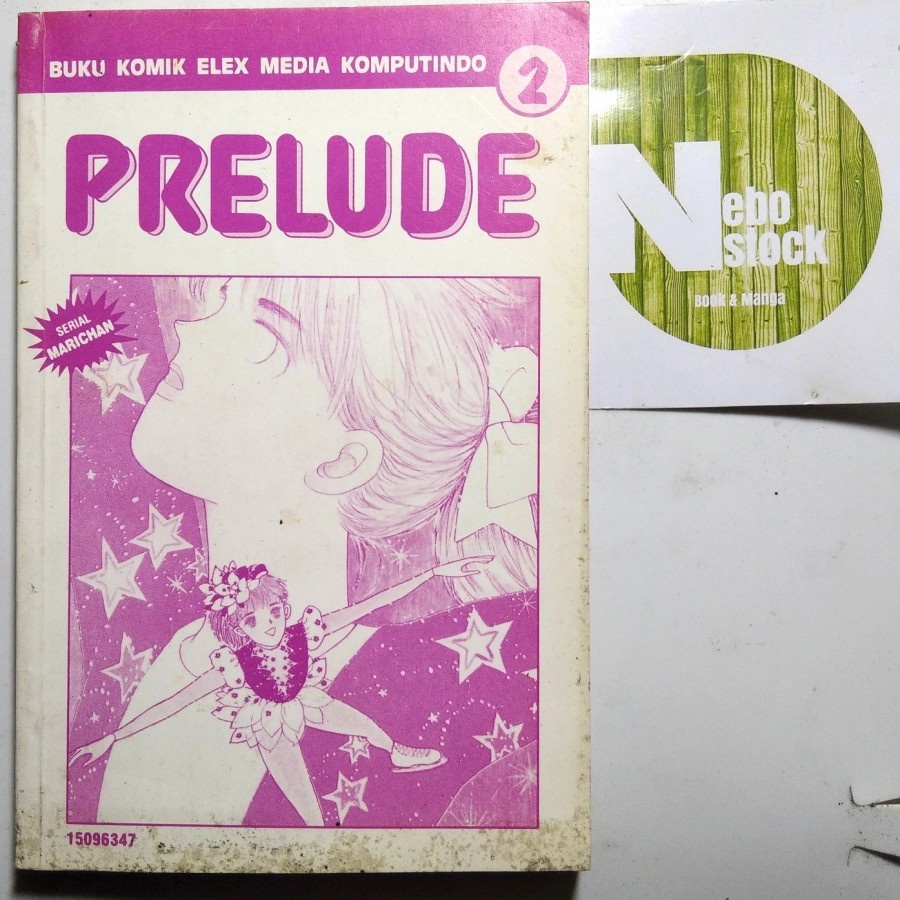 BUKU KOMIK ELEX MEDIA KOMPUTINDO
2
PRELUDE
SERIAL
MARICHAN
15096347
Nebo
stock
Book & Manga